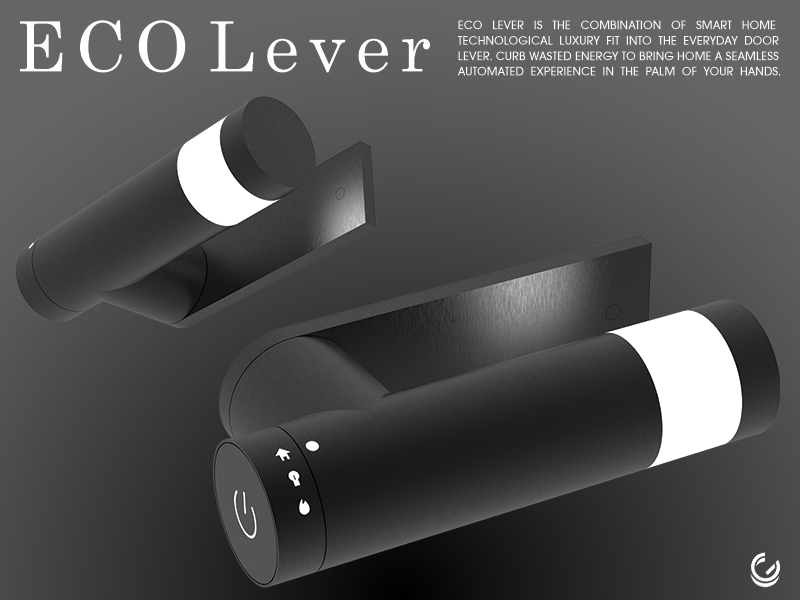 ECO Lever
ECO LEVER IS THE COMBINATION OF SMART HOME
TECHNOLOGICAL LUXURY FIT INTO THE EVERYDAY DOOR
LEVER. CURB WASTED ENERGY TO BRING HOME A SEAMLESS
AUTOMATED EXPERIENCE IN THE PALM OF YOUR HANDS.